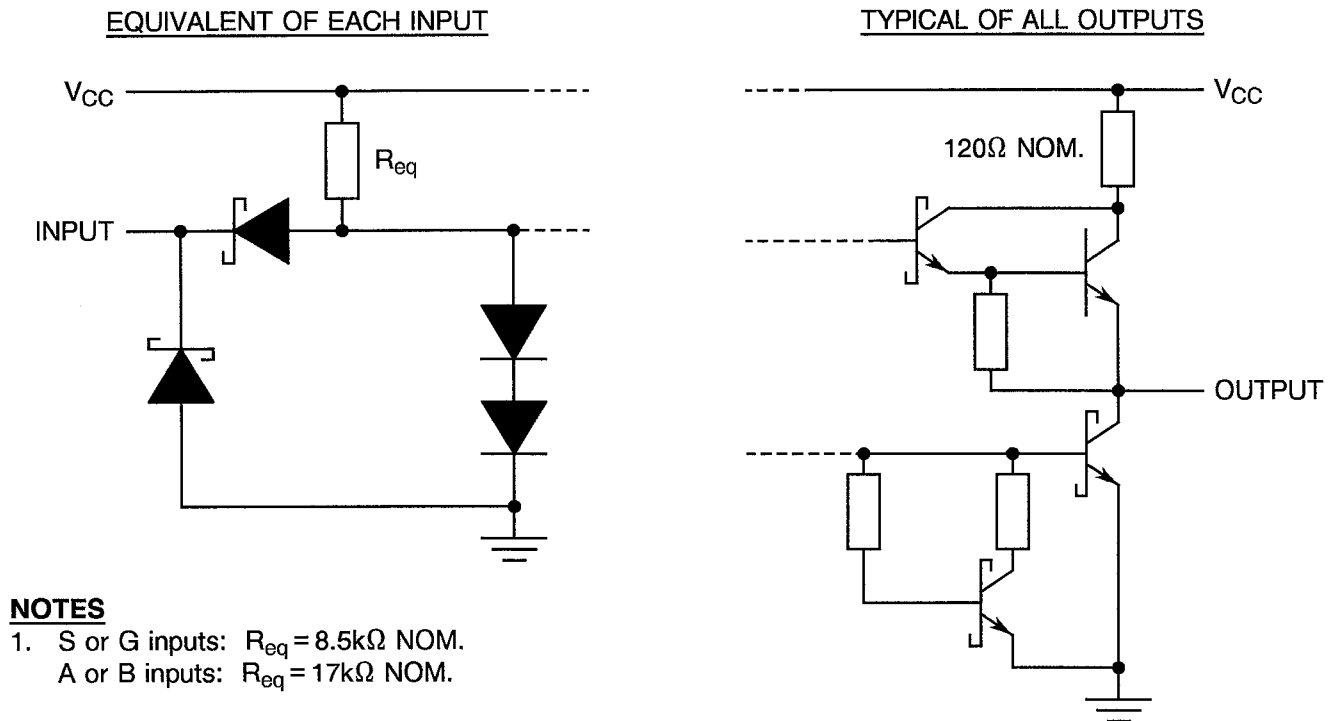 EQUIVALENT OF EACH INPUT
TYPICAL OF ALL OUTPUTS
VCC
Req
INPUT
VCC
120Ω NOM.
OUTPUT
NOTES
1. S or G inputs: Req = 8.5kΩ NOM.
A or B inputs: Req = 17kΩ NOM.